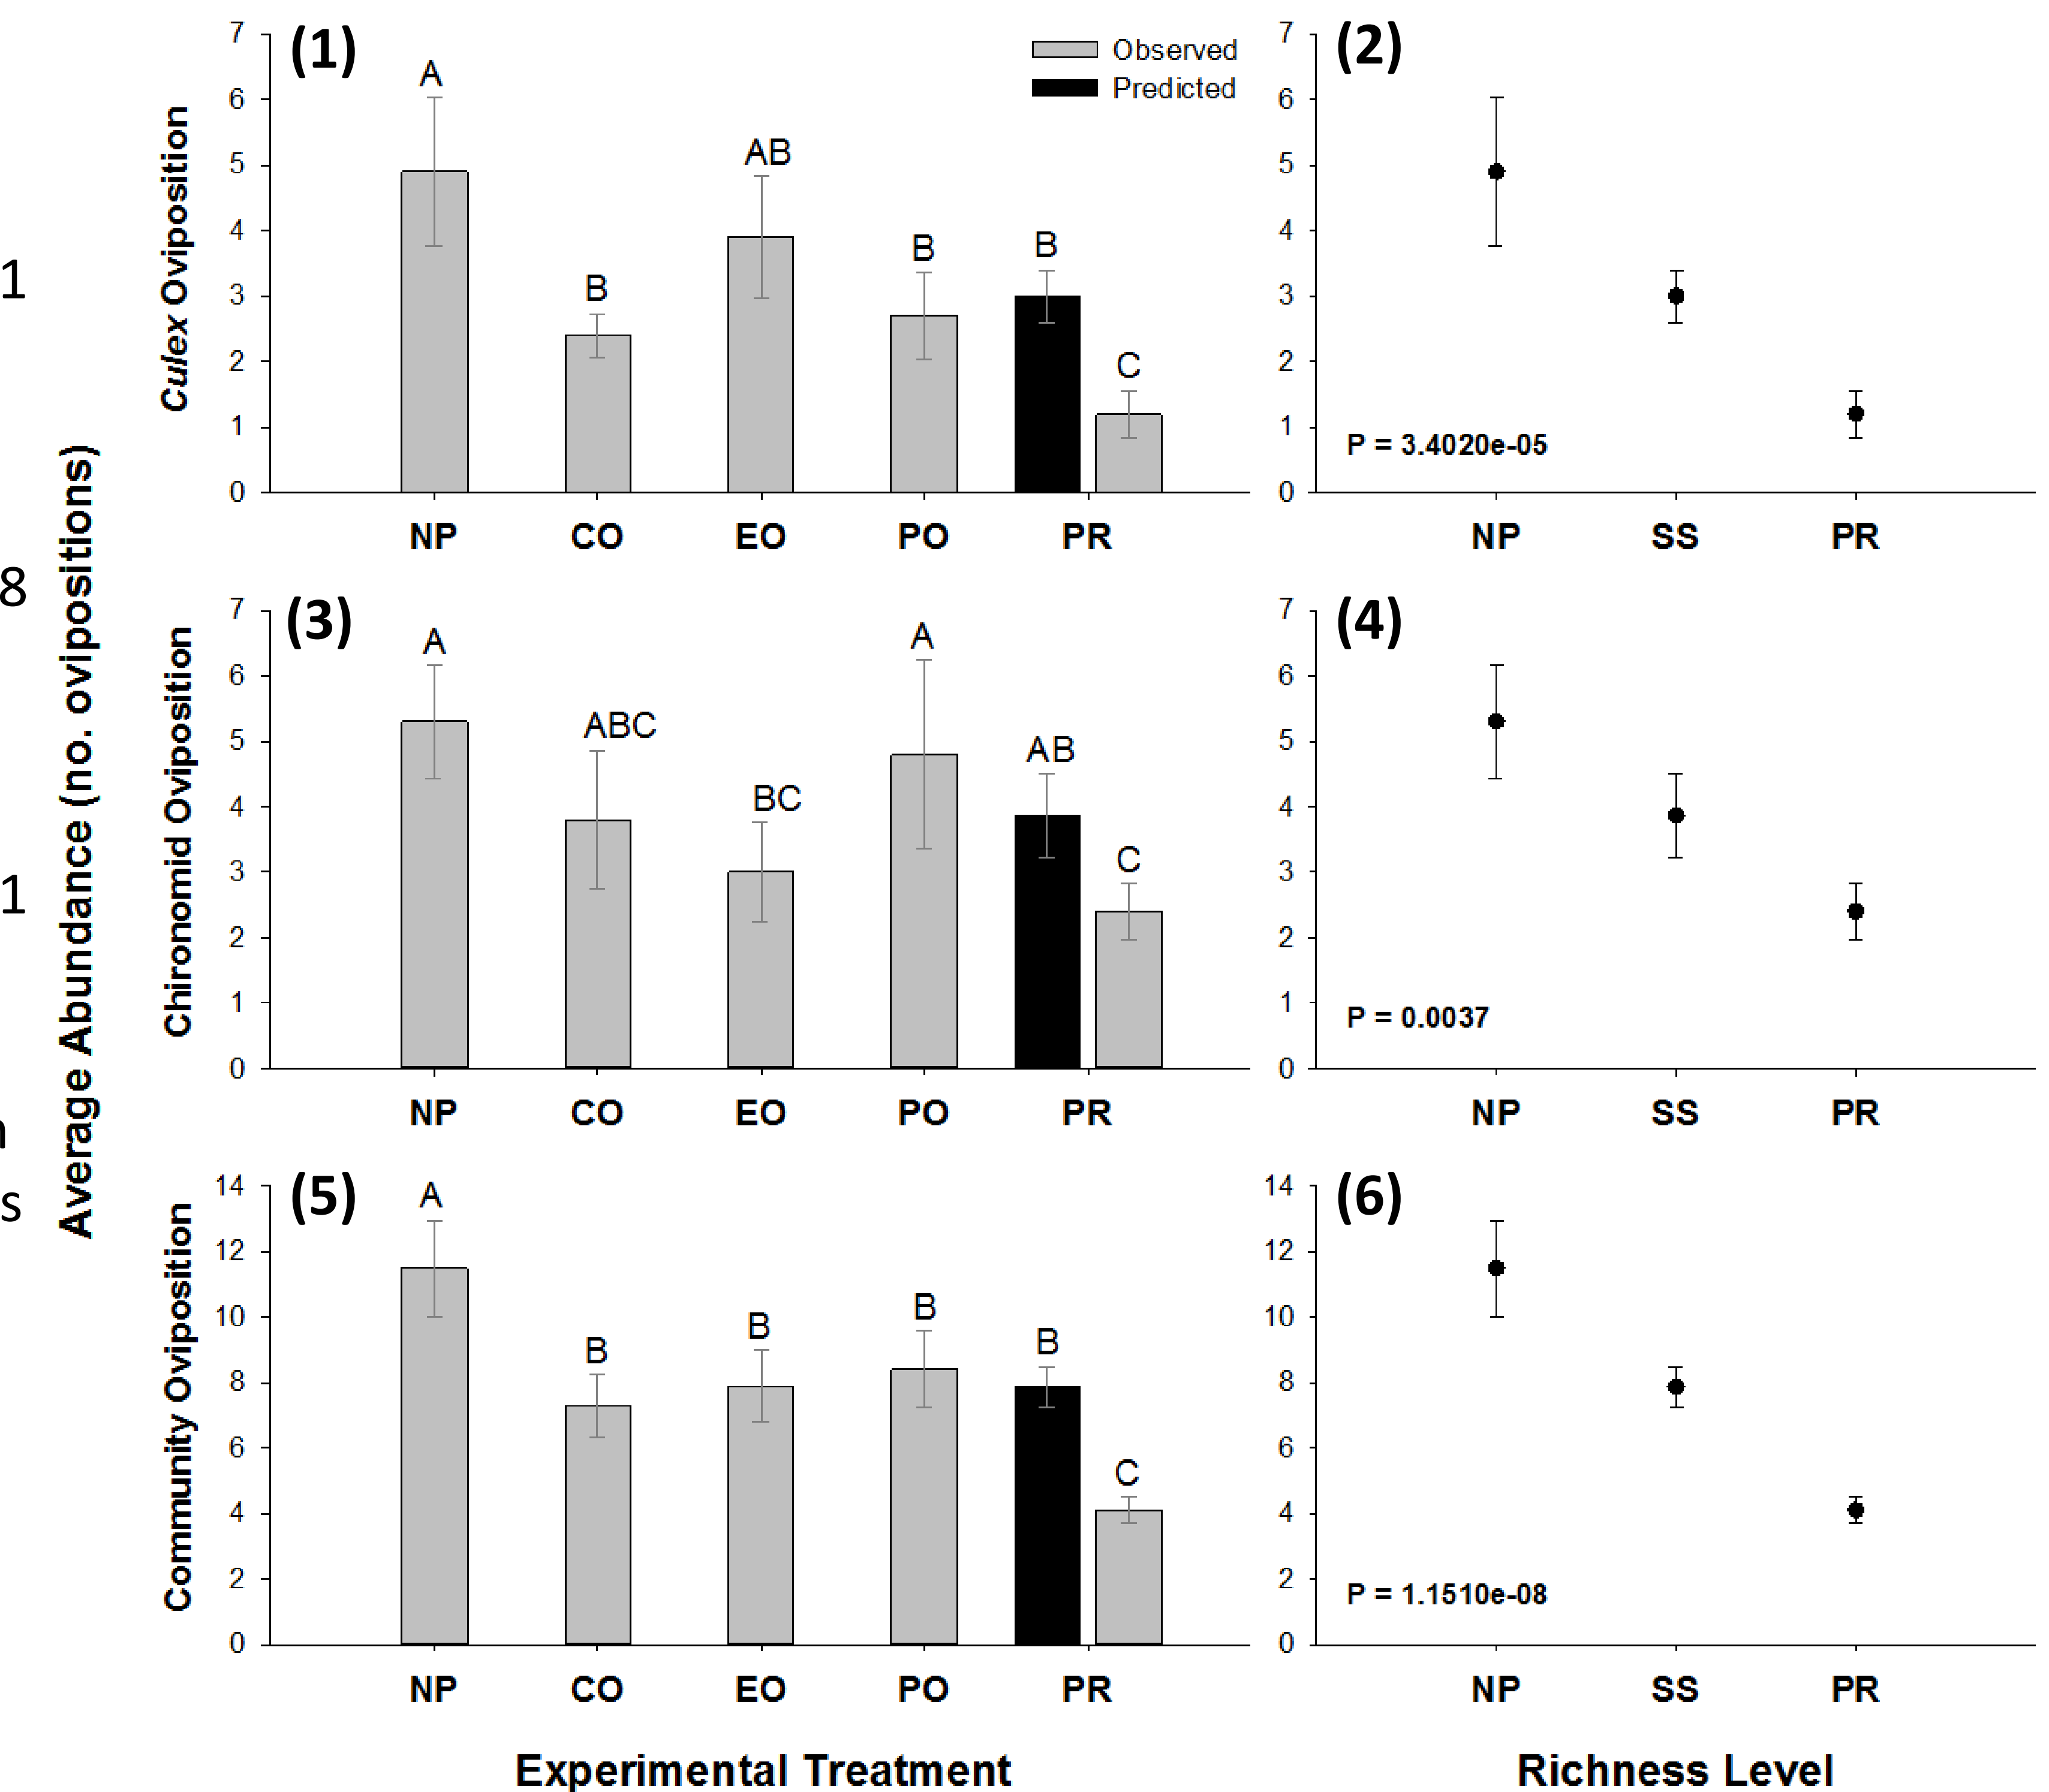 (1)
Observed
Predicted
Culex Oviposition
7
6
5
4
3
2
1
0
A
B
AB
B
B
C
NP CO EO PO PR
(2)
7
6
5
4
3
2
1
0
P = 3.4020e-05
NP SS PR
1
8
1
s
Average Abundance (no. ovipositions)
(3)
Chironomid Oviposition
7
6
5
4
3
2
1
0
A
ABC
BC
A
AB
C
NP CO EO PO PR
(4)
7
6
5
4
3
2
1
0
P = 0.0037
NP SS PR
(5)
Community Oviposition
14
12
10
8
6
4
2
0
A
B
B
B
B
C
NP CO EO PO PR
Experimental Treatment
(6)
14
12
10
8
6
4
2
0
P = 1.1510e-08
NP SS PR
Richness Level